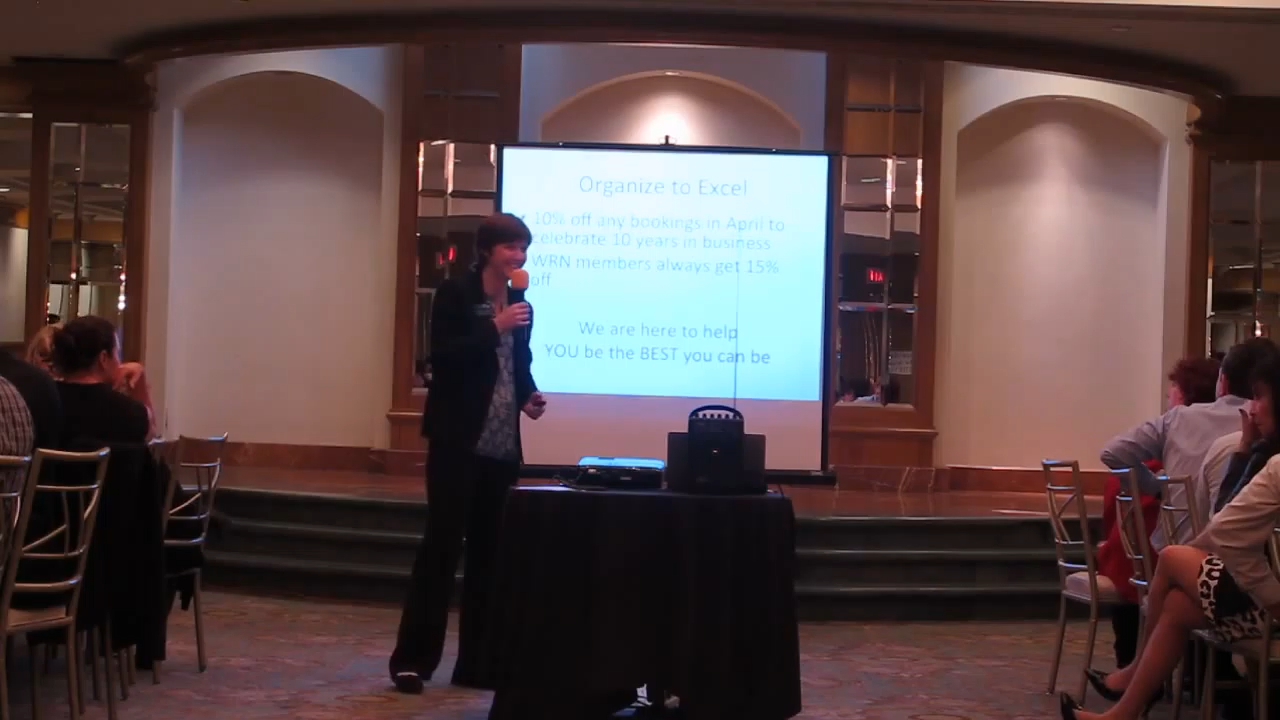 Organize to Excel
10% off any bookings in April to
celebrate 10 years in business
WRN members always get 15%
off
We are here to help
YOU be the BEST you can be